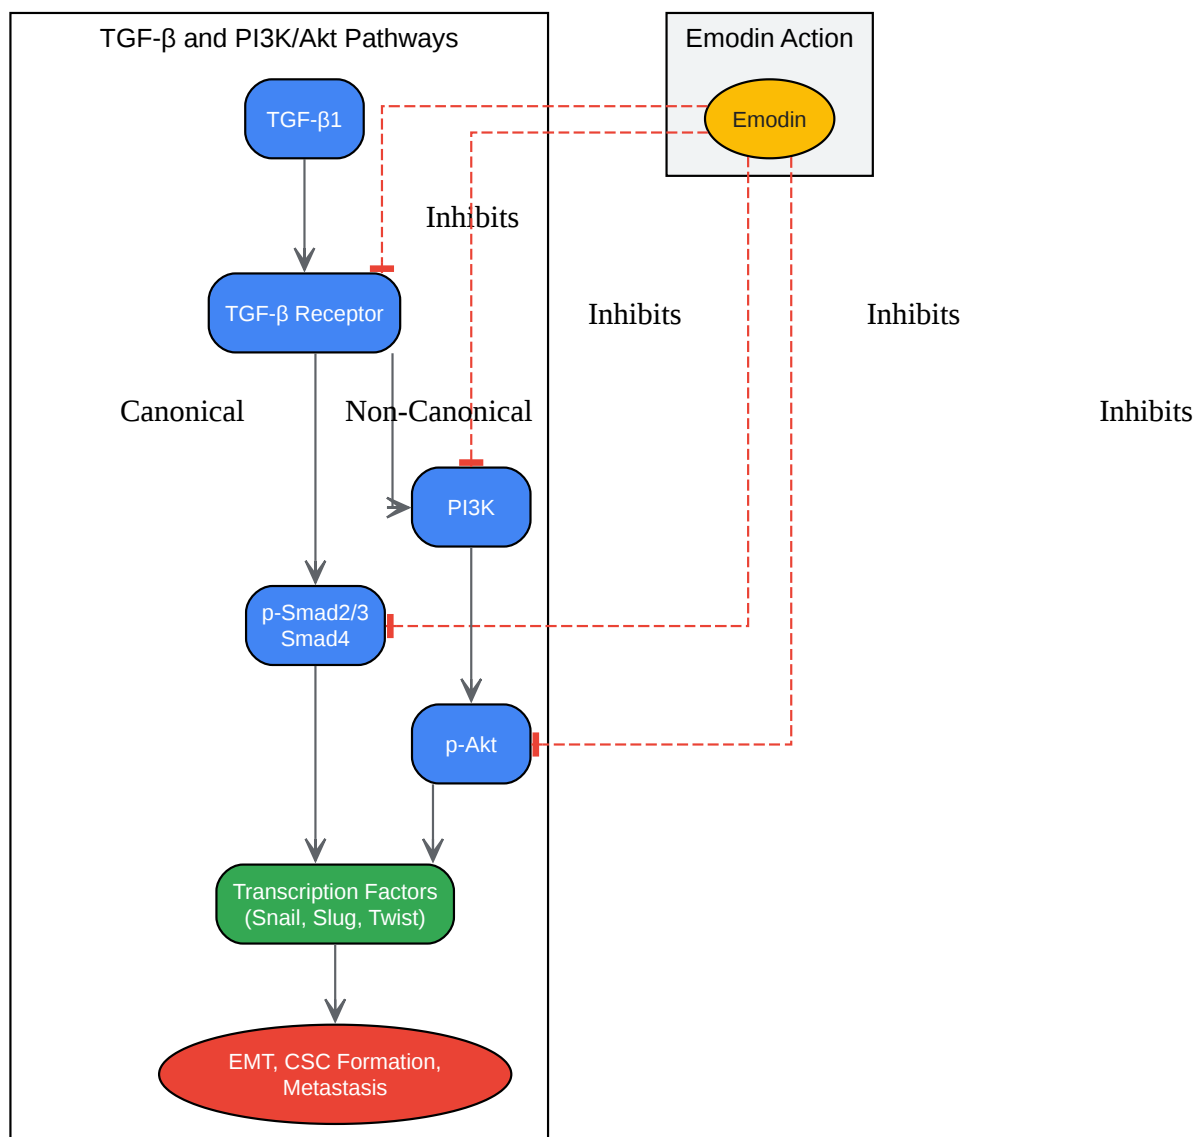 TGF-β and PI3K/Akt Pathways
Emodin Action
TGF-β1
Emodin
Inhibits
TGF-β Receptor
Inhibits
Inhibits
Canonical
Non-Canonical
Inhibits
PI3K
p-Smad2/3
Smad4
p-Akt
Transcription Factors
(Snail, Slug, Twist)
EMT, CSC Formation,
Metastasis